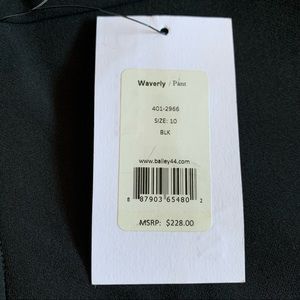 Waverly / Pant
401-2966
SIZE: 10
BLK
www.bailey44.com
8 87903 65480 2
MSRP: $228.00